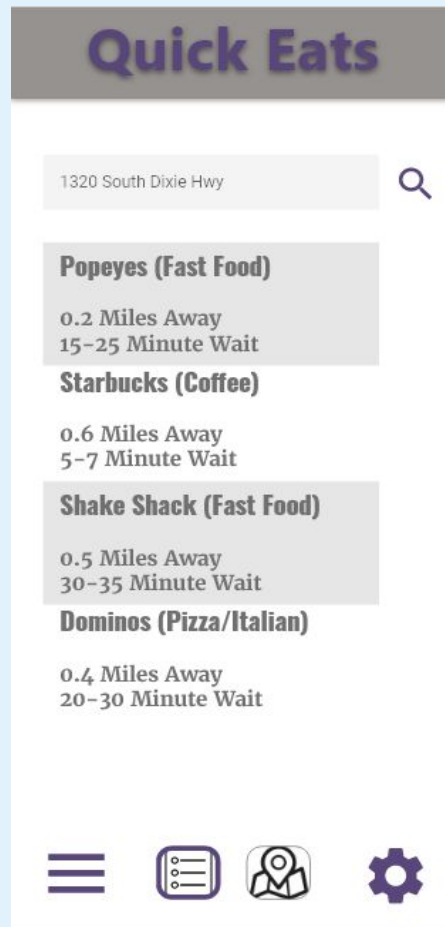 Quick Eats
1320 South Dixie Hwy
Popeyes (Fast Food)
0.2 Miles Away
15-25 Minute Wait
Starbucks (Coffee)
0.6 Miles Away
5-7 Minute Wait
Shake Shack (Fast Food)
0.5 Miles Away
30-35 Minute Wait
Dominos (Pizza/Italian)
0.4 Miles Away
20-30 Minute Wait